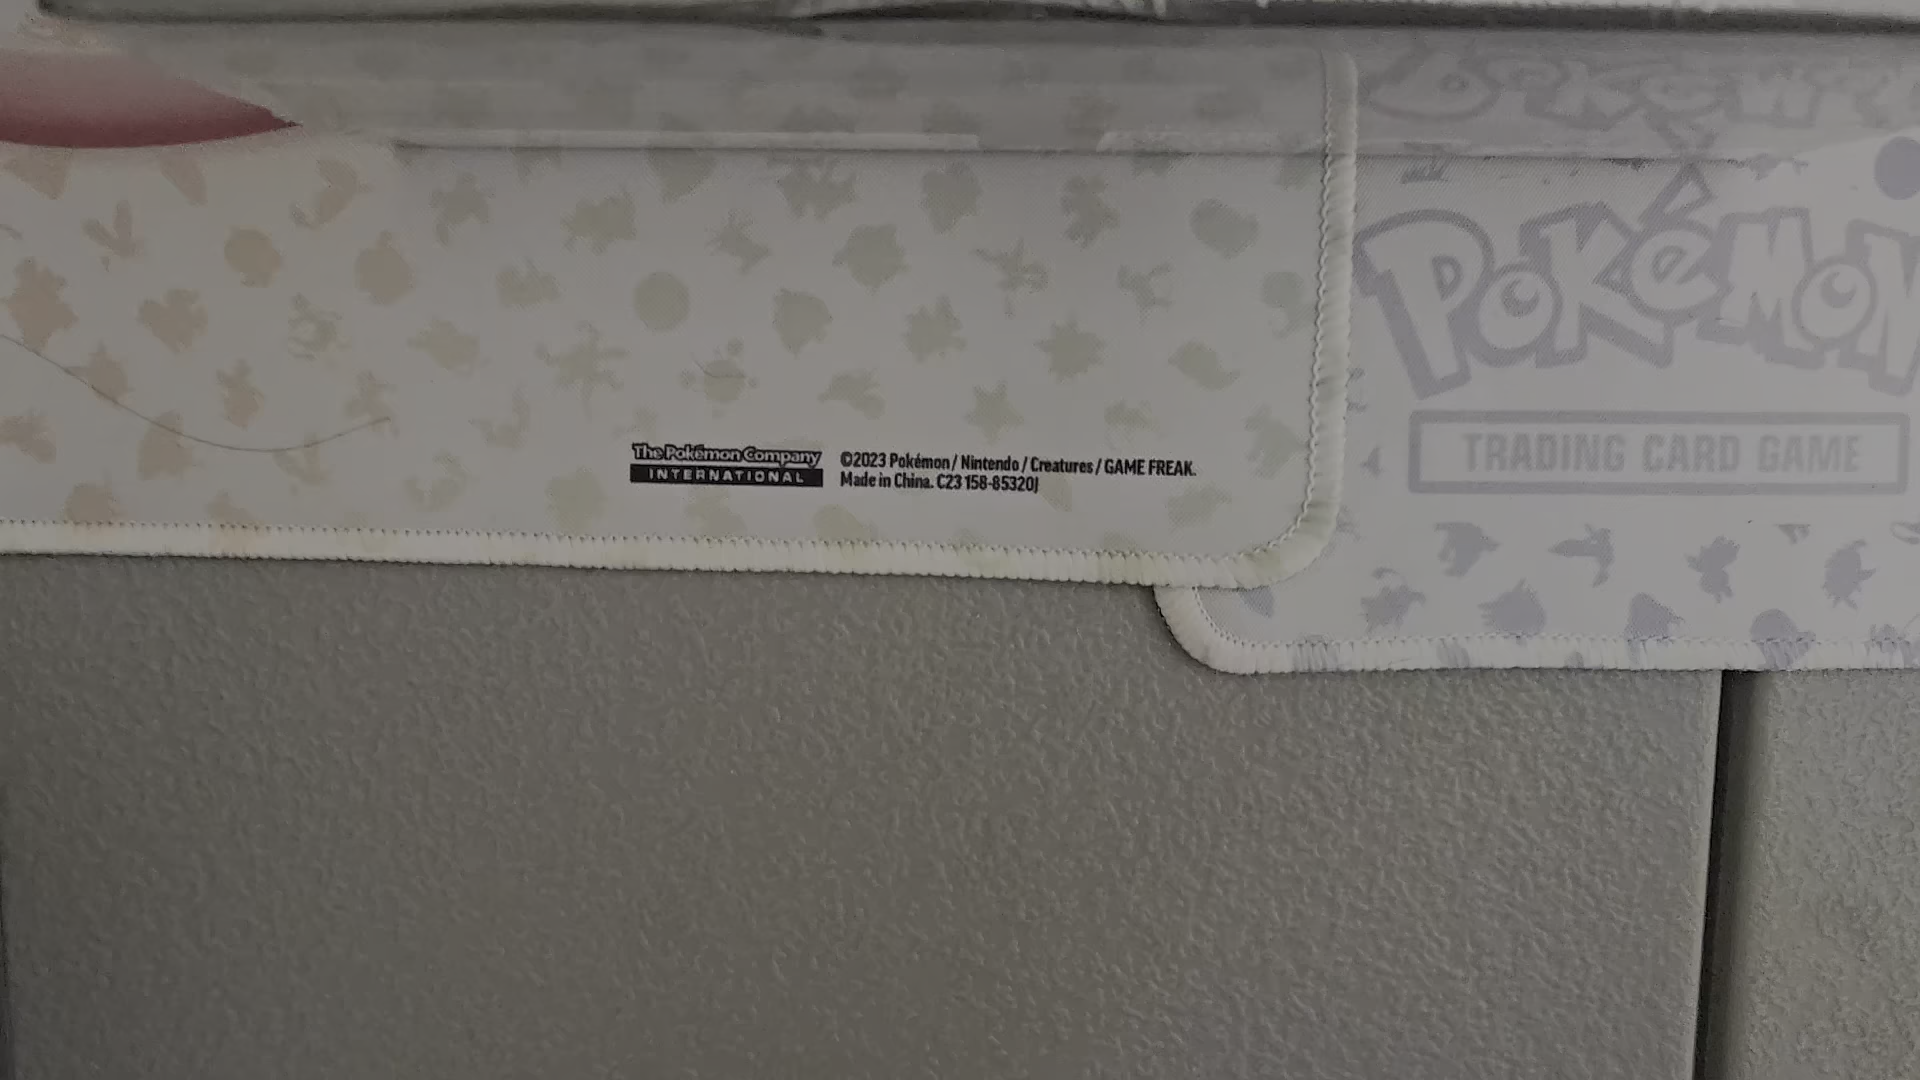 POKÉMON
POKÉMON
TRADING CARD GAME
The Pokémon Company
INTERNATIONAL
©2023 Pokémon / Nintendo / Creatures / GAME FREAK.
Made in China. C23 158-85320J